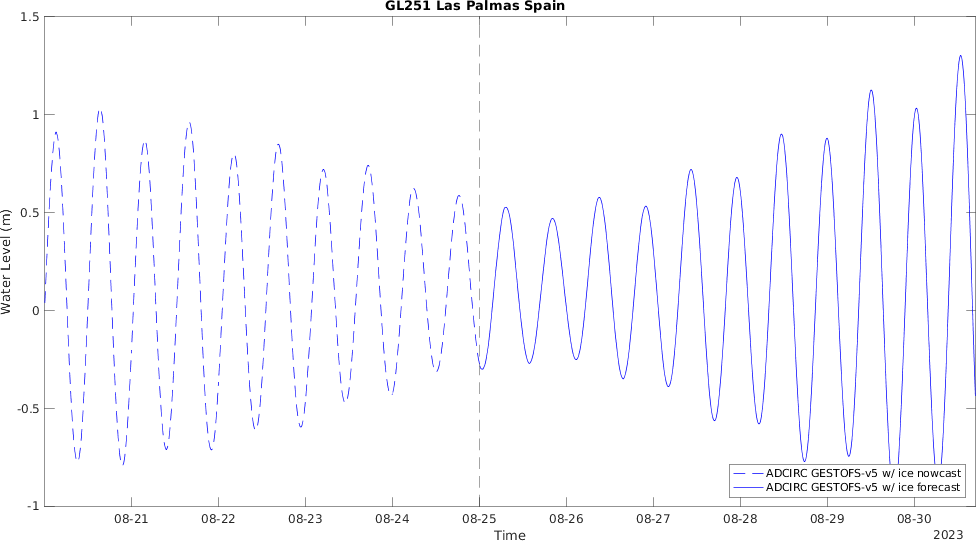 GL251 Las Palmas Spain
1.5
1
0.5
0
-0.5
-1
Water Level (m)
ADCIRC GESTOFS-v5 w/ ice nowcast
ADCIRC GESTOFS-v5 w/ ice forecast
08-21 08-22 08-23 08-24 08-25 08-26 08-27 08-28 08-29 08-30
Time
2023